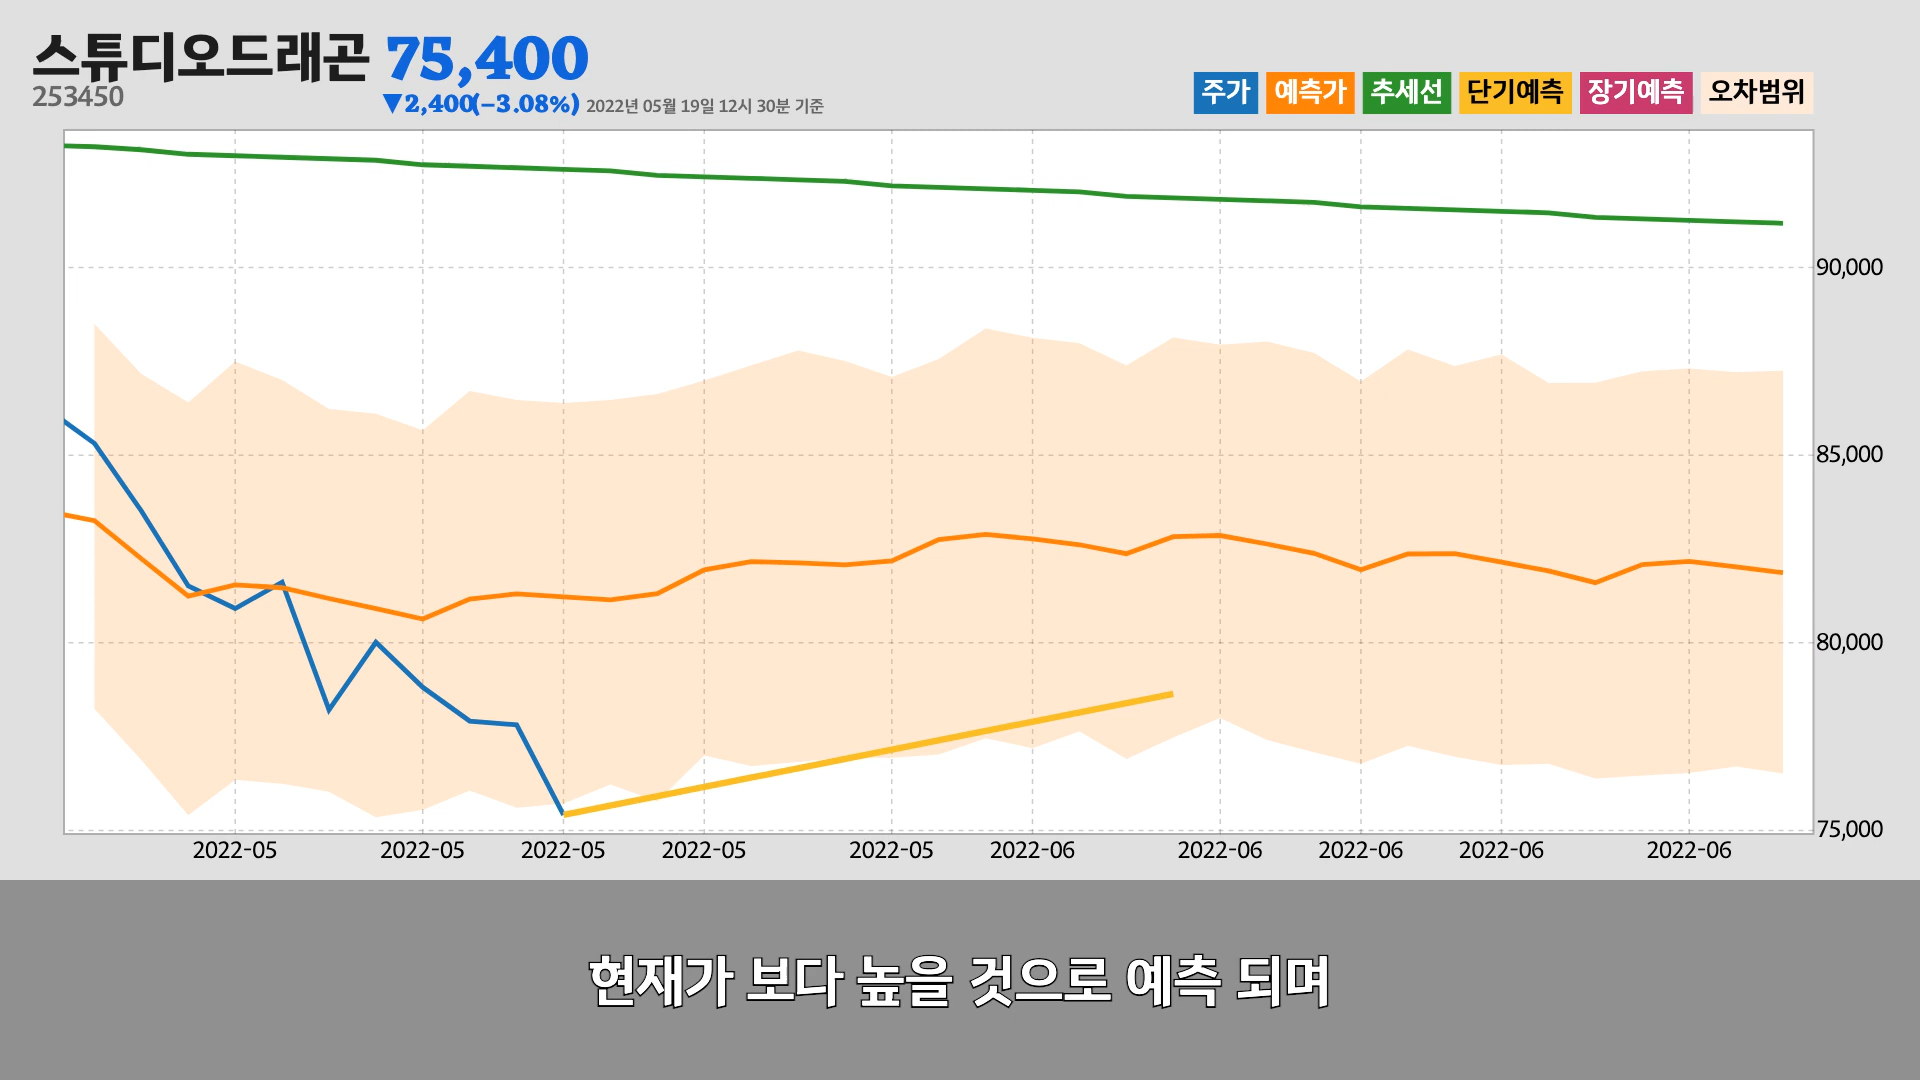 스튜디오드래곤 75,400
253450
▼2,400(−3.08%) 2022년 05월 19일 12시 30분 기준
주가 예측가 추세선 단기예측 장기예측 오차범위
90,000
85,000
80,000
75,000
2022-05 2022-05 2022-05 2022-05 2022-05 2022-06 2022-06 2022-06 2022-06 2022-06
현재가 보다 높을 것으로 예측 되며